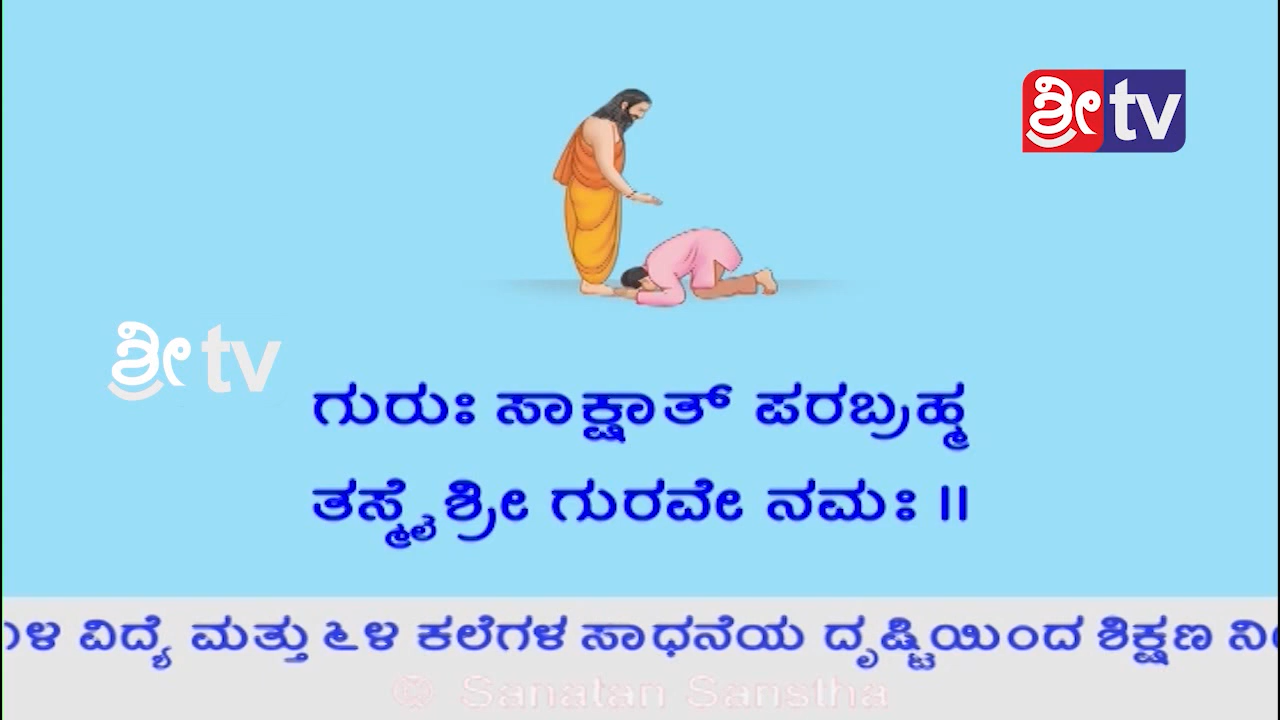 ಶ್ರೀ tv
ಶ್ರೀ tv
ಗುರುಃ ಸಾಕ್ಷಾತ್ ಪರಬ್ರಹ್ಮ
ತಸ್ಮೈ ಶ್ರೀ ಗುರವೇ ನಮಃ ॥
ವಿದ್ಯೆ ಮತ್ತು ೬೪ ಕಲೆಗಳ ಸಾಧನೆಯ ದೃಷ್ಟಿಯಿಂದ ಶಿಕ್ಷಣ
© Sanatan Sanstha